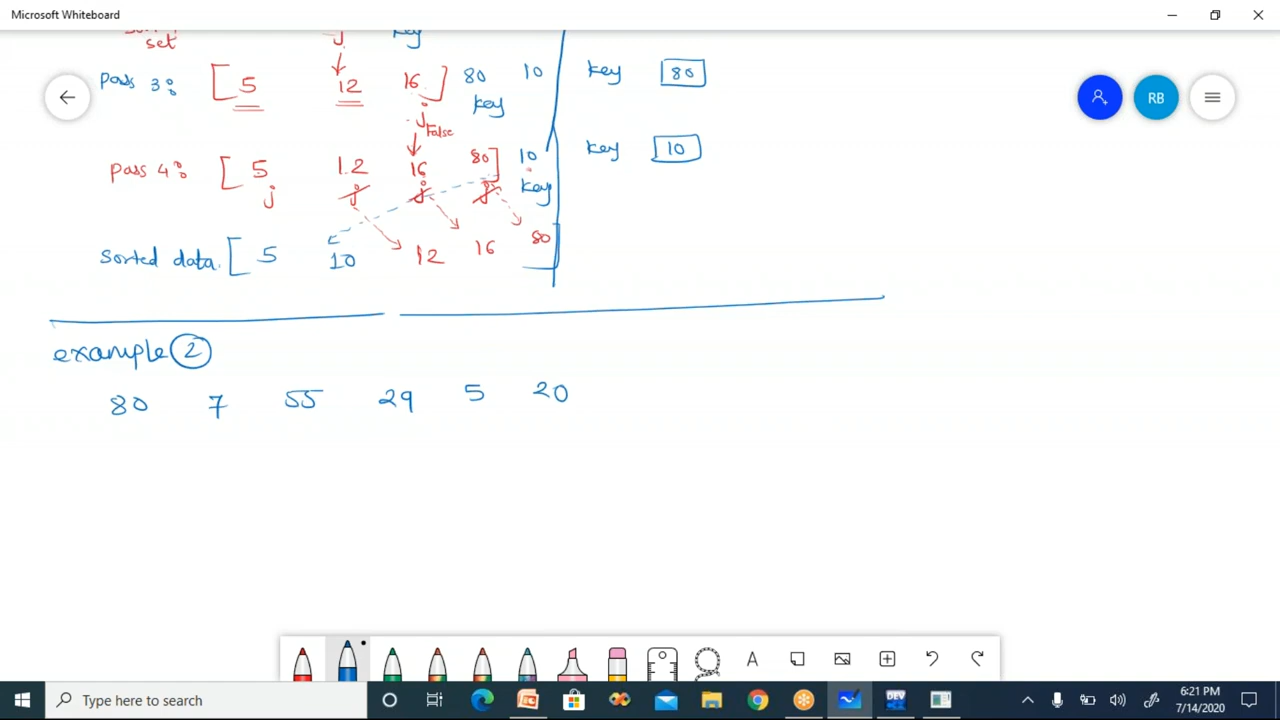 Microsoft Whiteboard
set
j
key
Pass 3: [ 5 12 16 ] 80 10 key 80
key
j
False
Pass 4: [ 5 12 16 80 ] 10 key 10
j j j j key
Sorted data [ 5 10 12 16 80 ]
example 2
80 7 55 29 5 20
RB
A
Type here to search
6:21 PM
7/14/2020